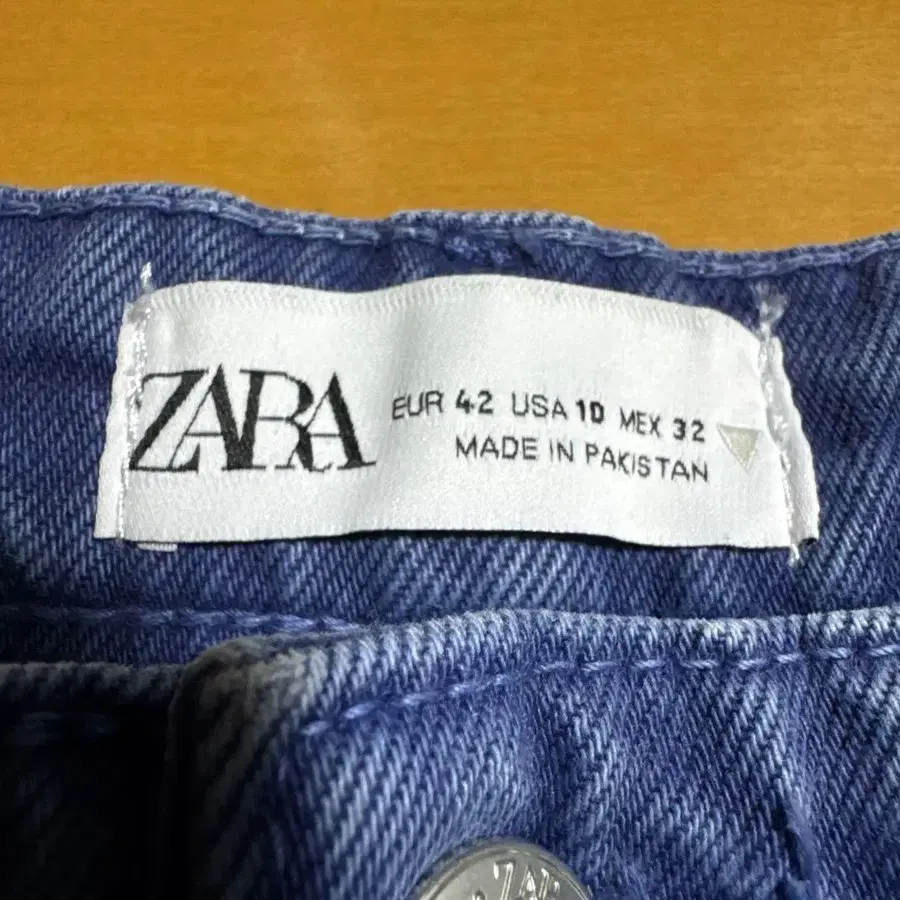 ZARA
EUR 42 USA 10 MEX 32
MADE IN PAKISTAN